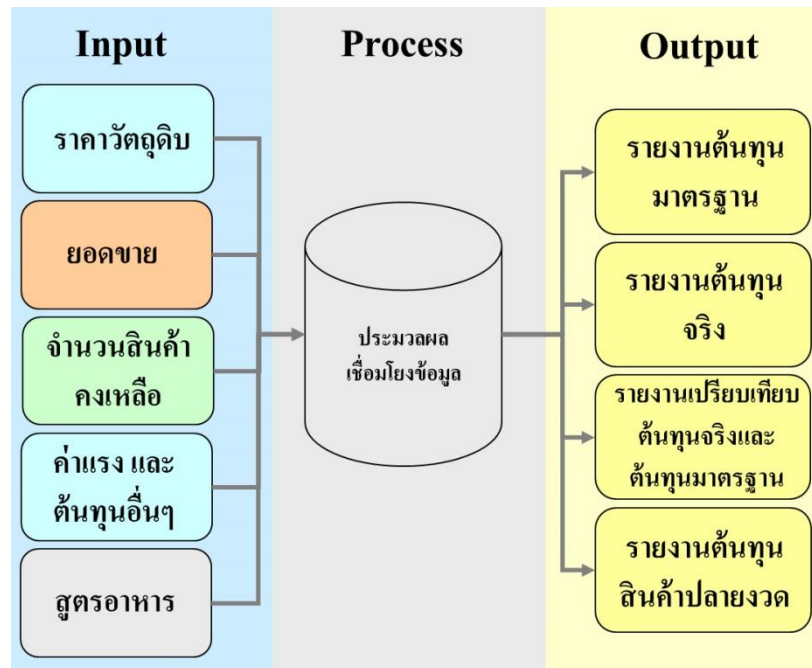 Input
ราคาวัตถุดิบ
ยอดขาย
จำนวนสินค้า
คงเหลือ
ค่าแรง และ
ต้นทุนอื่นๆ
สูตรอาหาร
Process
ประมวลผล
เชื่อมโยงข้อมูล
Output
รายงานต้นทุน
มาตรฐาน
รายงานต้นทุน
จริง
รายงานเปรียบเทียบ
ต้นทุนจริงและ
ต้นทุนมาตรฐาน
รายงานต้นทุน
สินค้าปลายงวด